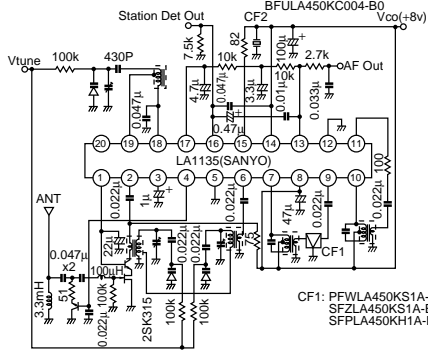 BFULA450KC004-B0
Station Det Out
CF2
Vco(+8v)
Vtune
100k
430P
7.5k
82
100µ
0.047µ
10k
2.7k
AF Out
0.047µ
4.7µ
3.3µ
10k
0.01µ
0.033µ
0.47µ
20 19 18 17 16 15 14 13 12 11
LA1135(SANYO)
1 2 3 4 5 6 7 8 9 10
100
0.022µ
ANT
0.022µ
1µ
0.022µ
0.022µ
47µ
0.022µ
22µ
0.022µ
0.047µ
x2
100µH
CF1
3.3mH
51
100k
0.022µ
2SK315
100k
100k
CF1: PFWLA450KS1A-
SFZLA450KS1A-
SFPLA450KH1A-